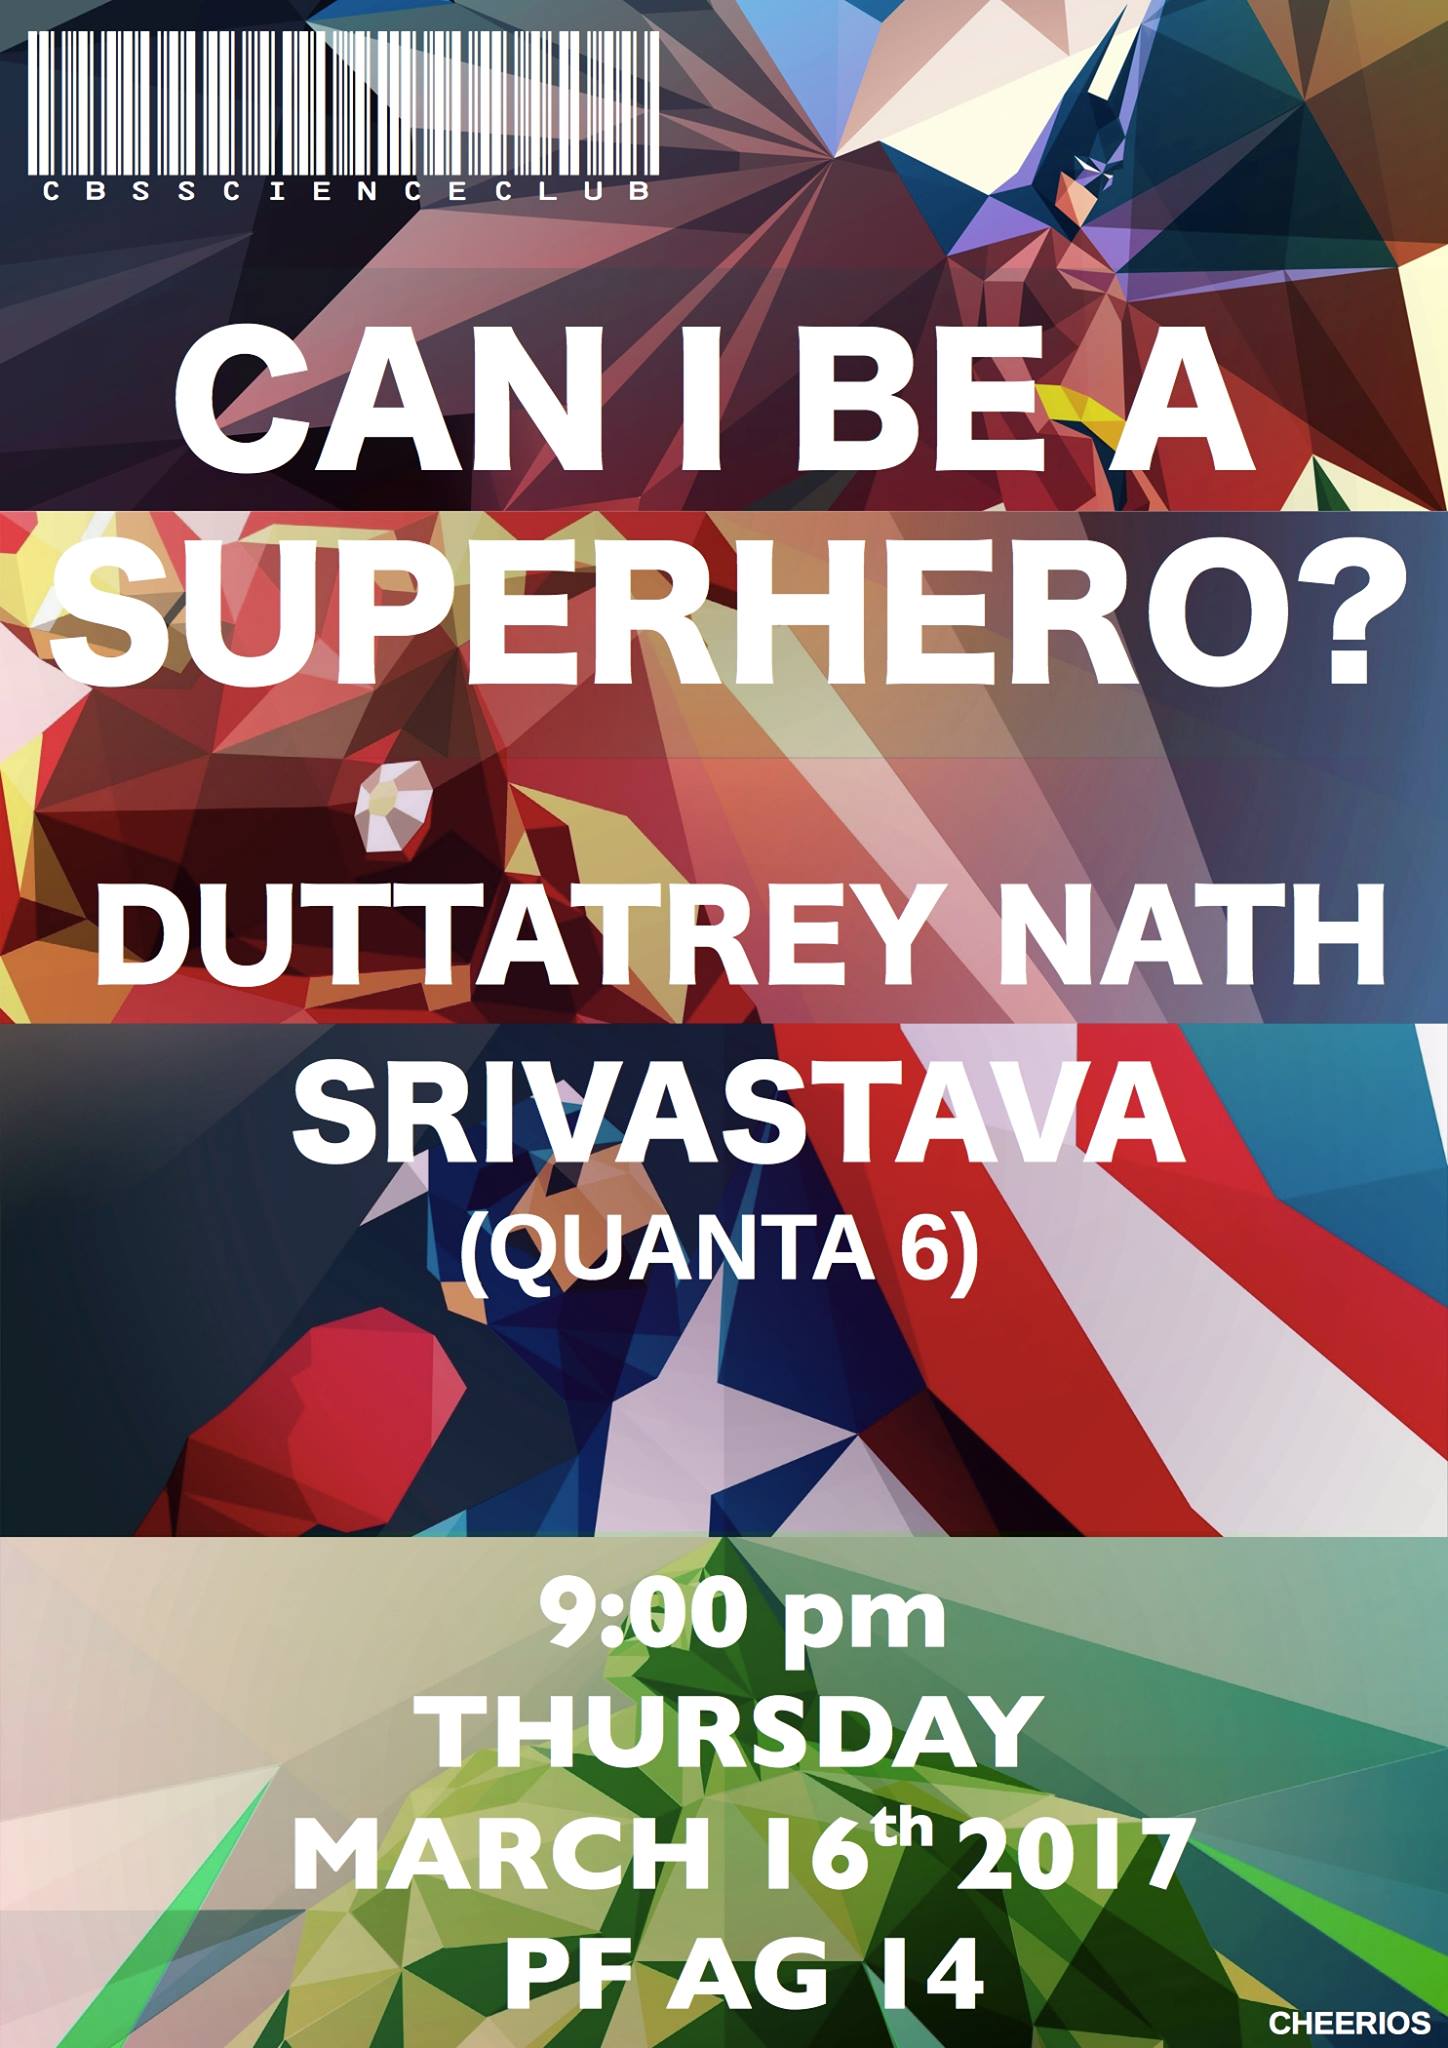 CBSSCIENCECLUB
CAN I BE A
SUPERHERO?
DUTTATREY NATH
SRIVASTAVA
(QUANTA 6)
9:00 pm
THURSDAY
MARCH 16th 2017
PF AG 14
CHEERIOS